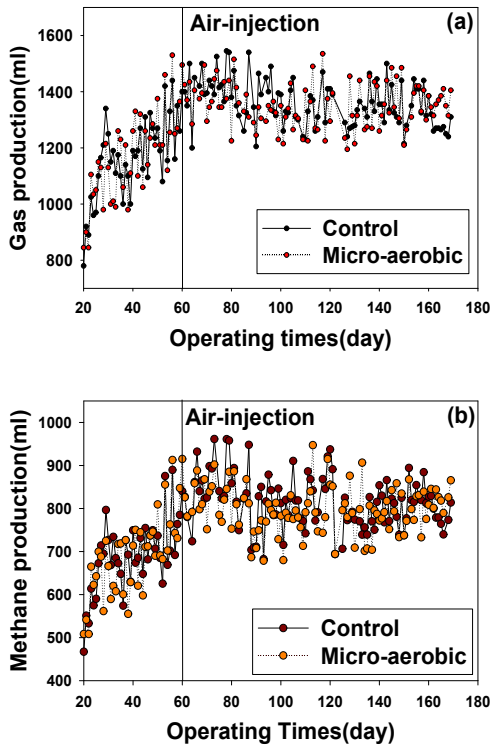 Air-injection
(a)
Gas production(ml)
1600
1400
1200
1000
800
Control
Micro-aerobic
20 40 60 80 100 120 140 160 180
Operating times(day)
Air-injection
(b)
Methane production(ml)
1000
900
800
700
600
500
400
Control
Micro-aerobic
20 40 60 80 100 120 140 160 180
Operating Times(day)